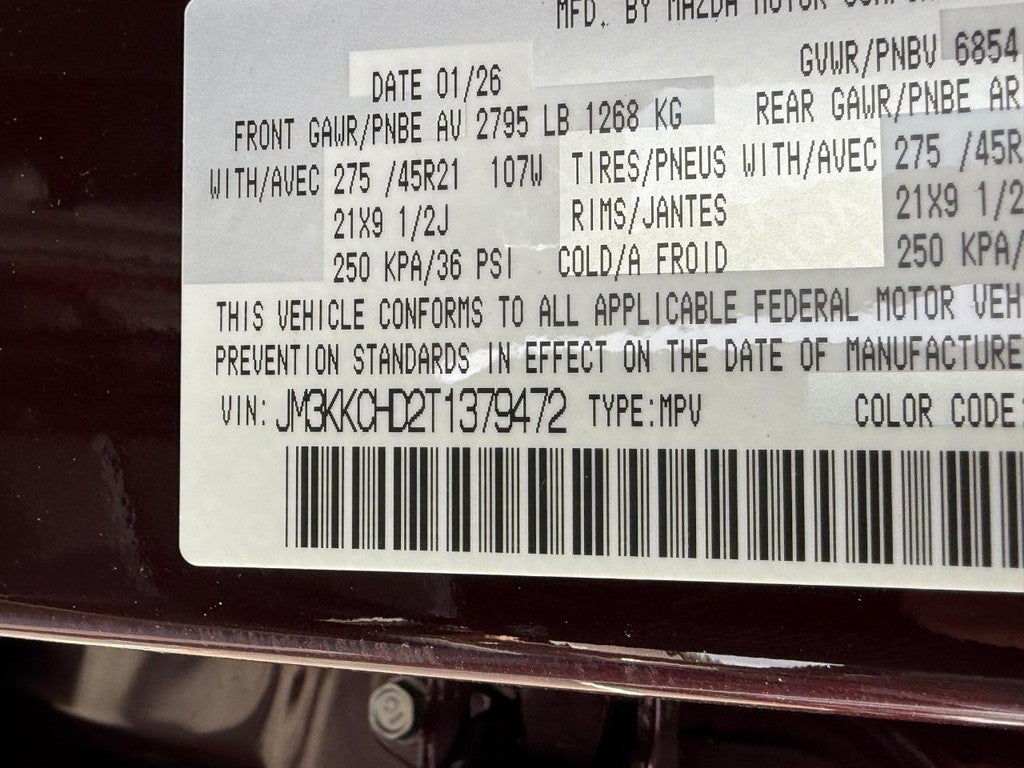 MFD. BY MAZDA MOTOR
DATE 01/26 GVWR/PNBV 6854
FRONT GAWR/PNBE AV 2795 LB 1268 KG REAR GAWR/PNBE AR
WITH/AVEC 275 /45R21 107W TIRES/PNEUS WITH/AVEC 275 /45R
21X9 1/2J RIMS/JANTES 21X9 1/2
250 KPA/36 PSI COLD/A FROID 250 KPA/
THIS VEHICLE CONFORMS TO ALL APPLICABLE FEDERAL MOTOR VEH
PREVENTION STANDARDS IN EFFECT ON THE DATE OF MANUFACTURE
VIN: JM3KKCHD2T1379472 TYPE:MPV COLOR CODE: